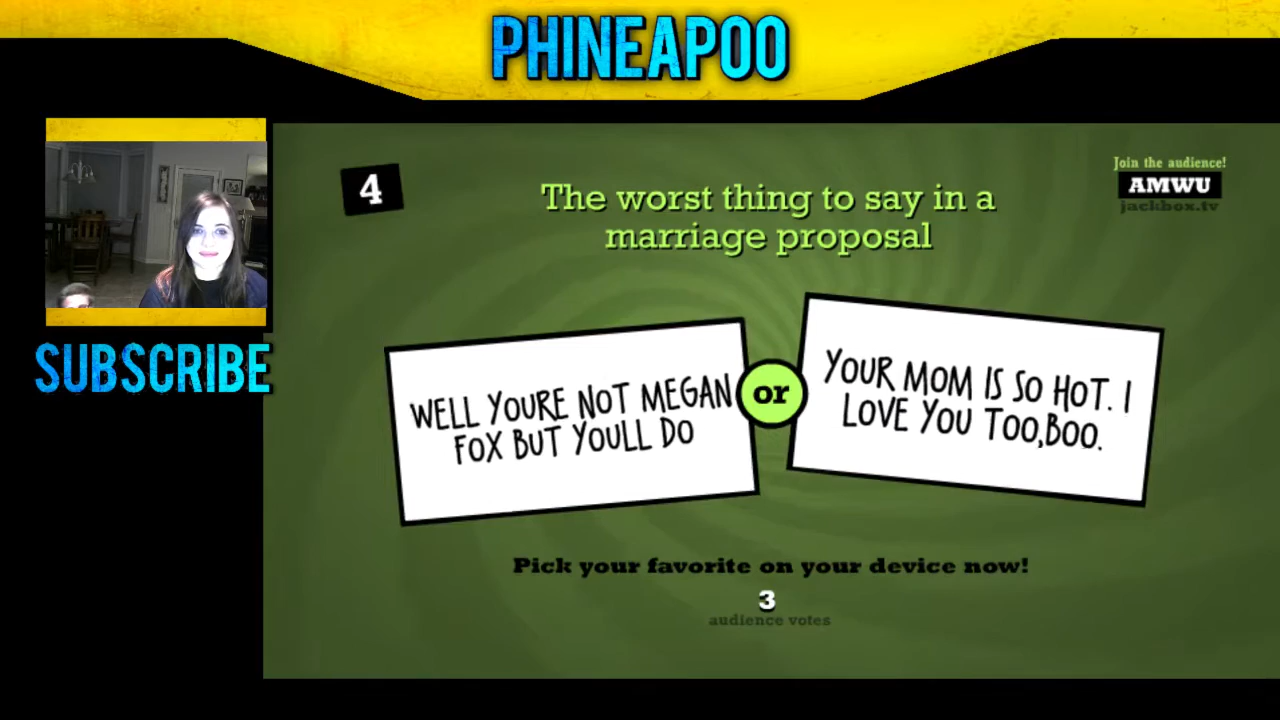 PHINEAPOO
4
The worst thing to say in a
marriage proposal
Join the audience!
AMWU
jackbox.tv
WELL YOURE NOT MEGAN
FOX BUT YOULL DO
or
YOUR MOM IS SO HOT. I
LOVE YOU TOO,BOO.
SUBSCRIBE
Pick your favorite on your device now!
3
audience votes